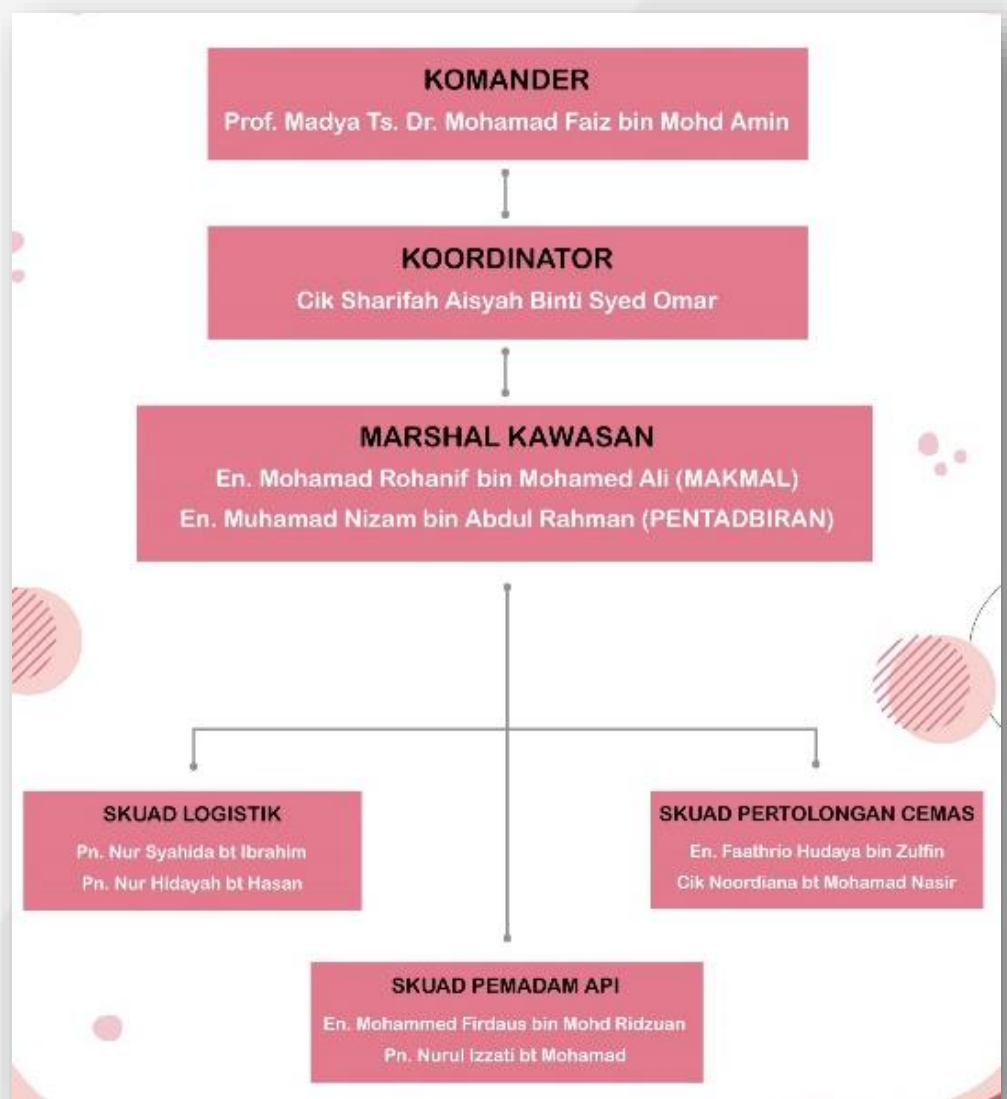 KOMANDER
Prof. Madya Ts. Dr. Mohamad Faiz bin Mohd Amin
KOORDINATOR
Cik Sharifah Aisyah Binti Syed Omar
MARSHAL KAWASAN
En. Mohamad Rohanif bin Mohamed Ali (MAKMAL)
En. Muhamad Nizam bin Abdul Rahman (PENTADBIRAN)
SKUAD LOGISTIK
Pn. Nur Syahida bt Ibrahim
Pn. Nur Hidayah bt Hasan
SKUAD PERTOLONGAN CEMAS
En. Faathrio Hudaya bin Zulfin
Cik Noordiana bt Mohamad Nasir
SKUAD PEMADAM API
En. Mohammed Firdaus bin Mohd Ridzuan
Pn. Nurul Izzati bt Mohamad